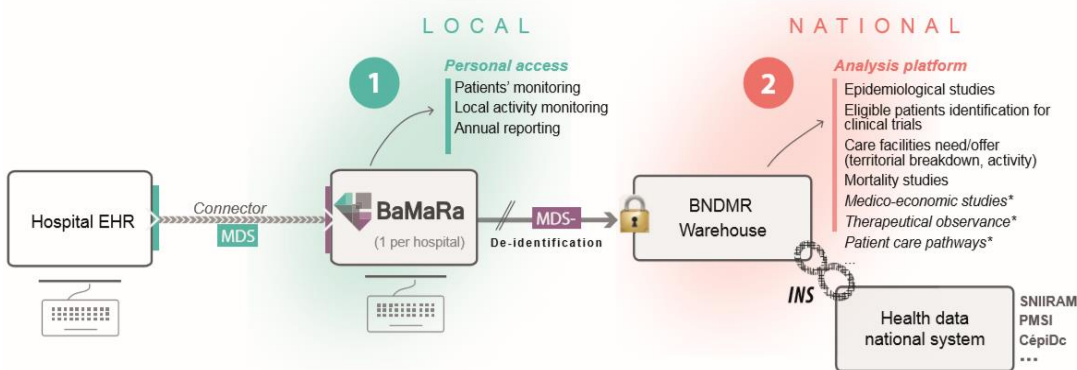 LOCAL
NATIONAL
1
Personal access
Patients' monitoring
Local activity monitoring
Annual reporting
2
Analysis platform
Epidemiological studies
Eligible patients identification for
clinical trials
Care facilities need/offer
(territorial breakdown, activity)
Mortality studies
Medico-economic studies*
Therapeutical observance*
Patient care pathways*
...
Hospital EHR
Connector
MDS
BaMaRa
(1 per hospital)
MDS-
De-identification
BNDMR
Warehouse
INS
Health data
national system
SNIIRAM
PMSI
CépiDc
...